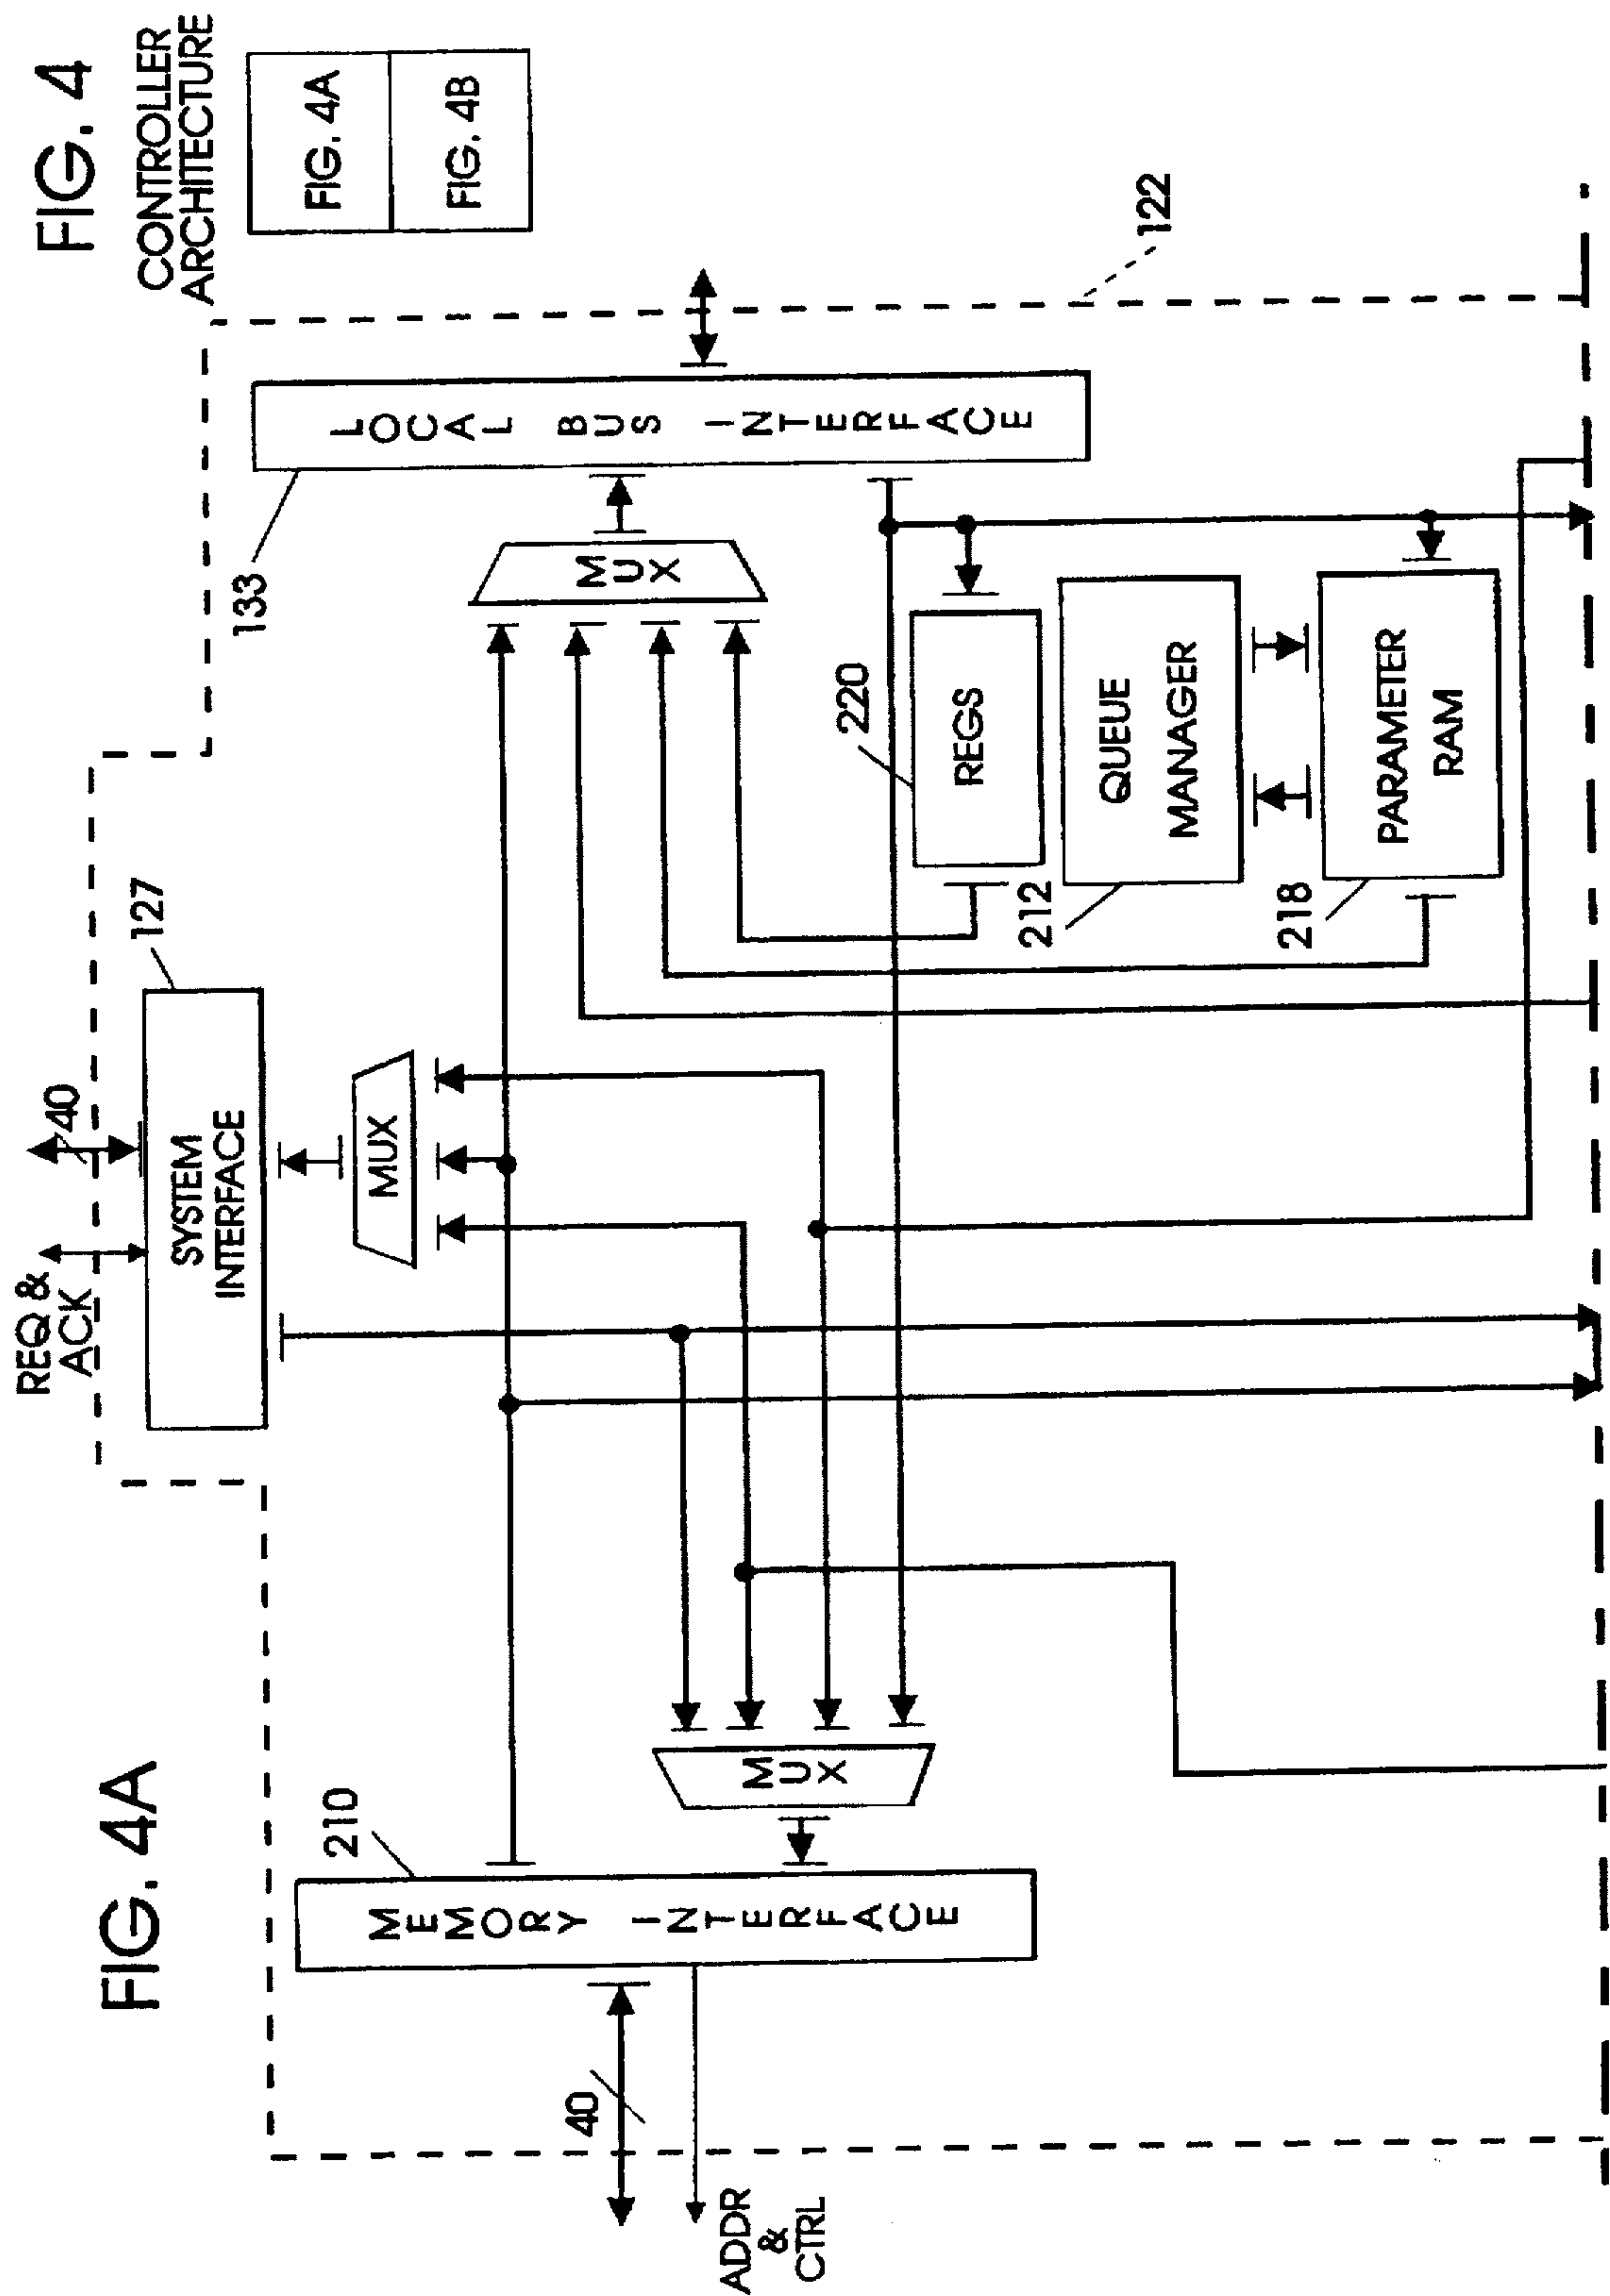 FIG. 4A
FIG. 4
CONTROLLER
ARCHITECTURE
FIG. 4A
FIG. 4B
REQ &
ACK
40
127
SYSTEM
INTERFACE
MUX
133
LOCAL BUS INTERFACE
MUX
122
210
MEMORY INTERFACE
MUX
40
ADDR
&
CTRL
220
REGS
212
QUEUE
MANAGER
218
PARAMETER
RAM